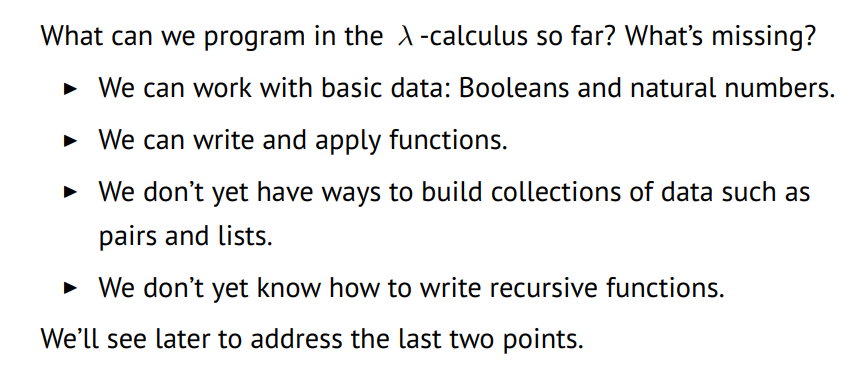 What can we program in the λ -calculus so far? What's missing?
▶ We can work with basic data: Booleans and natural numbers.
▶ We can write and apply functions.
▶ We don't yet have ways to build collections of data such as
pairs and lists.
▶ We don't yet know how to write recursive functions.
We'll see later to address the last two points.